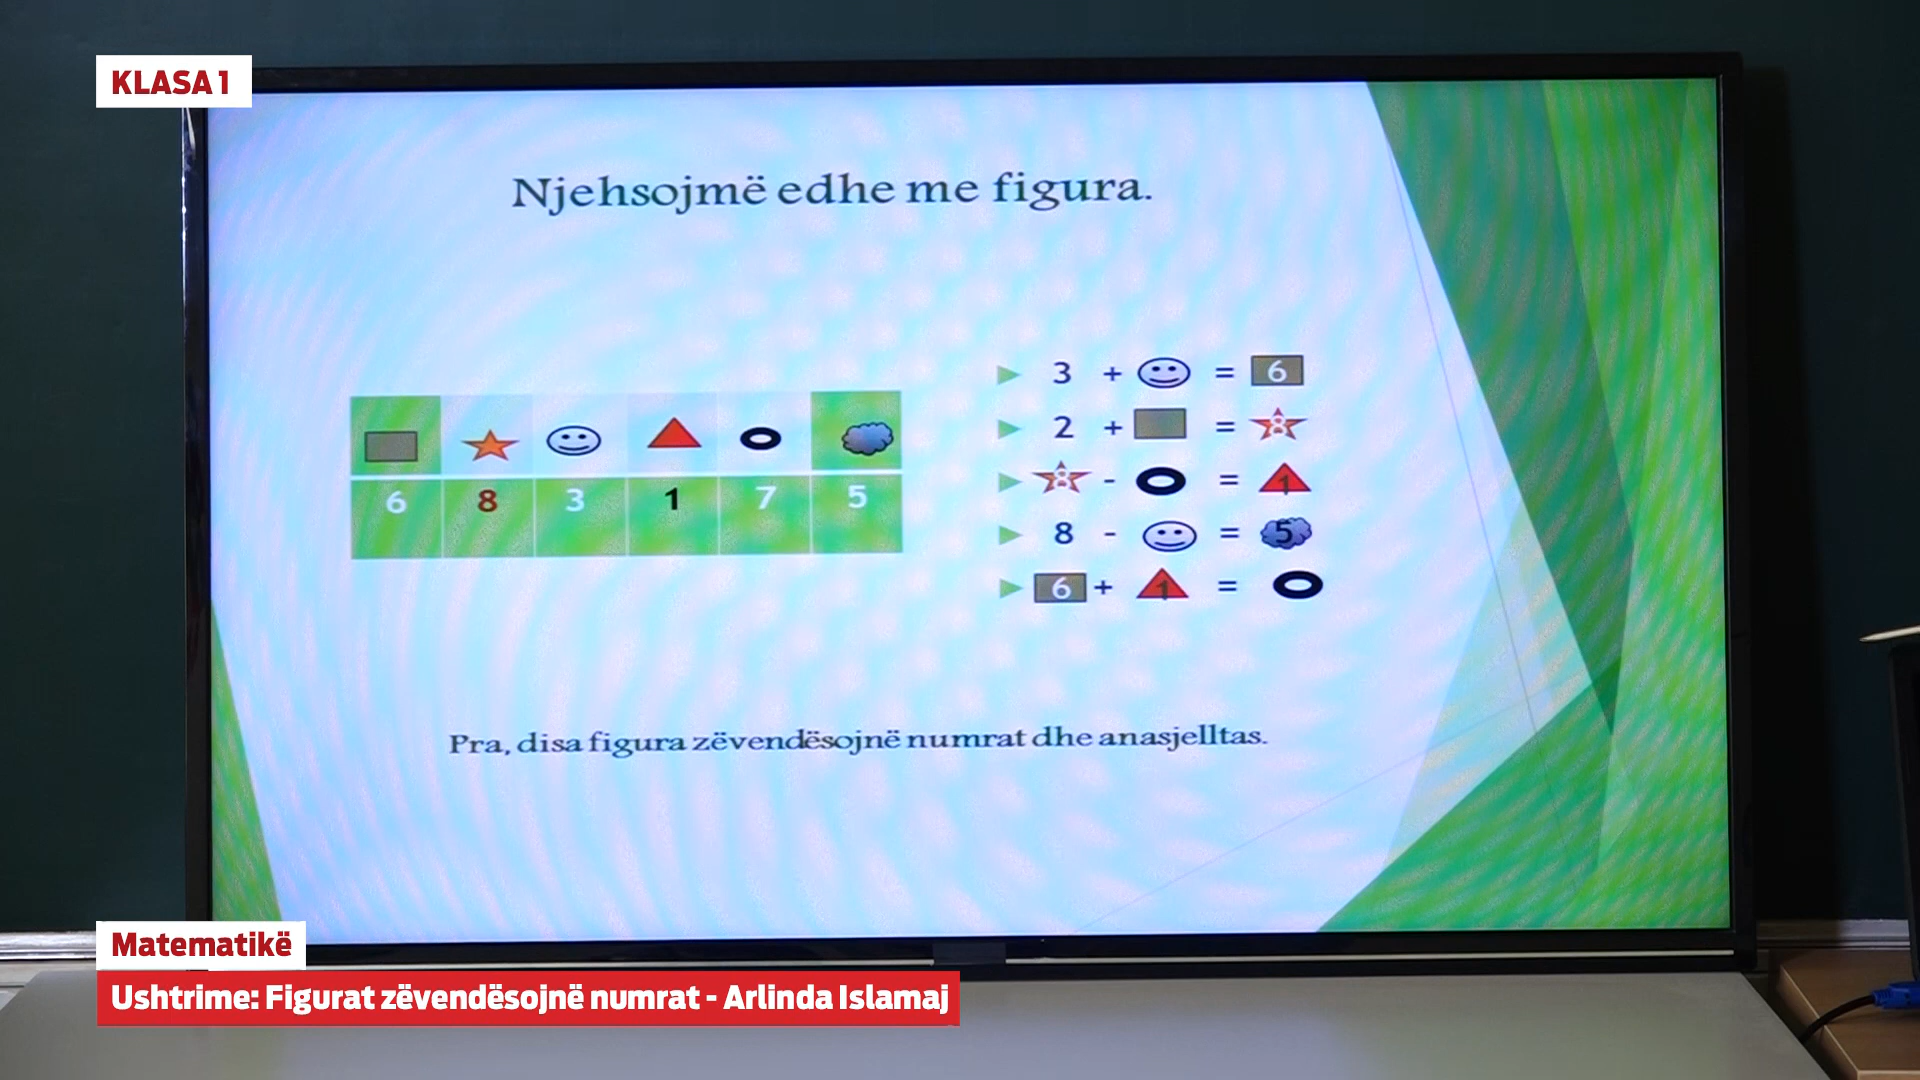 KLASA 1
Njehsojmë edhe me figura.
6 8 3 1 7 5
3 + = 6
2 + = 8
8 - = 1
8 - = 5
6 + 1 =
Pra, disa figura zëvendësojnë numrat dhe anasjelltas.
Matematikë
Ushtrime: Figurat zëvendësojnë numrat - Arlinda Islamaj